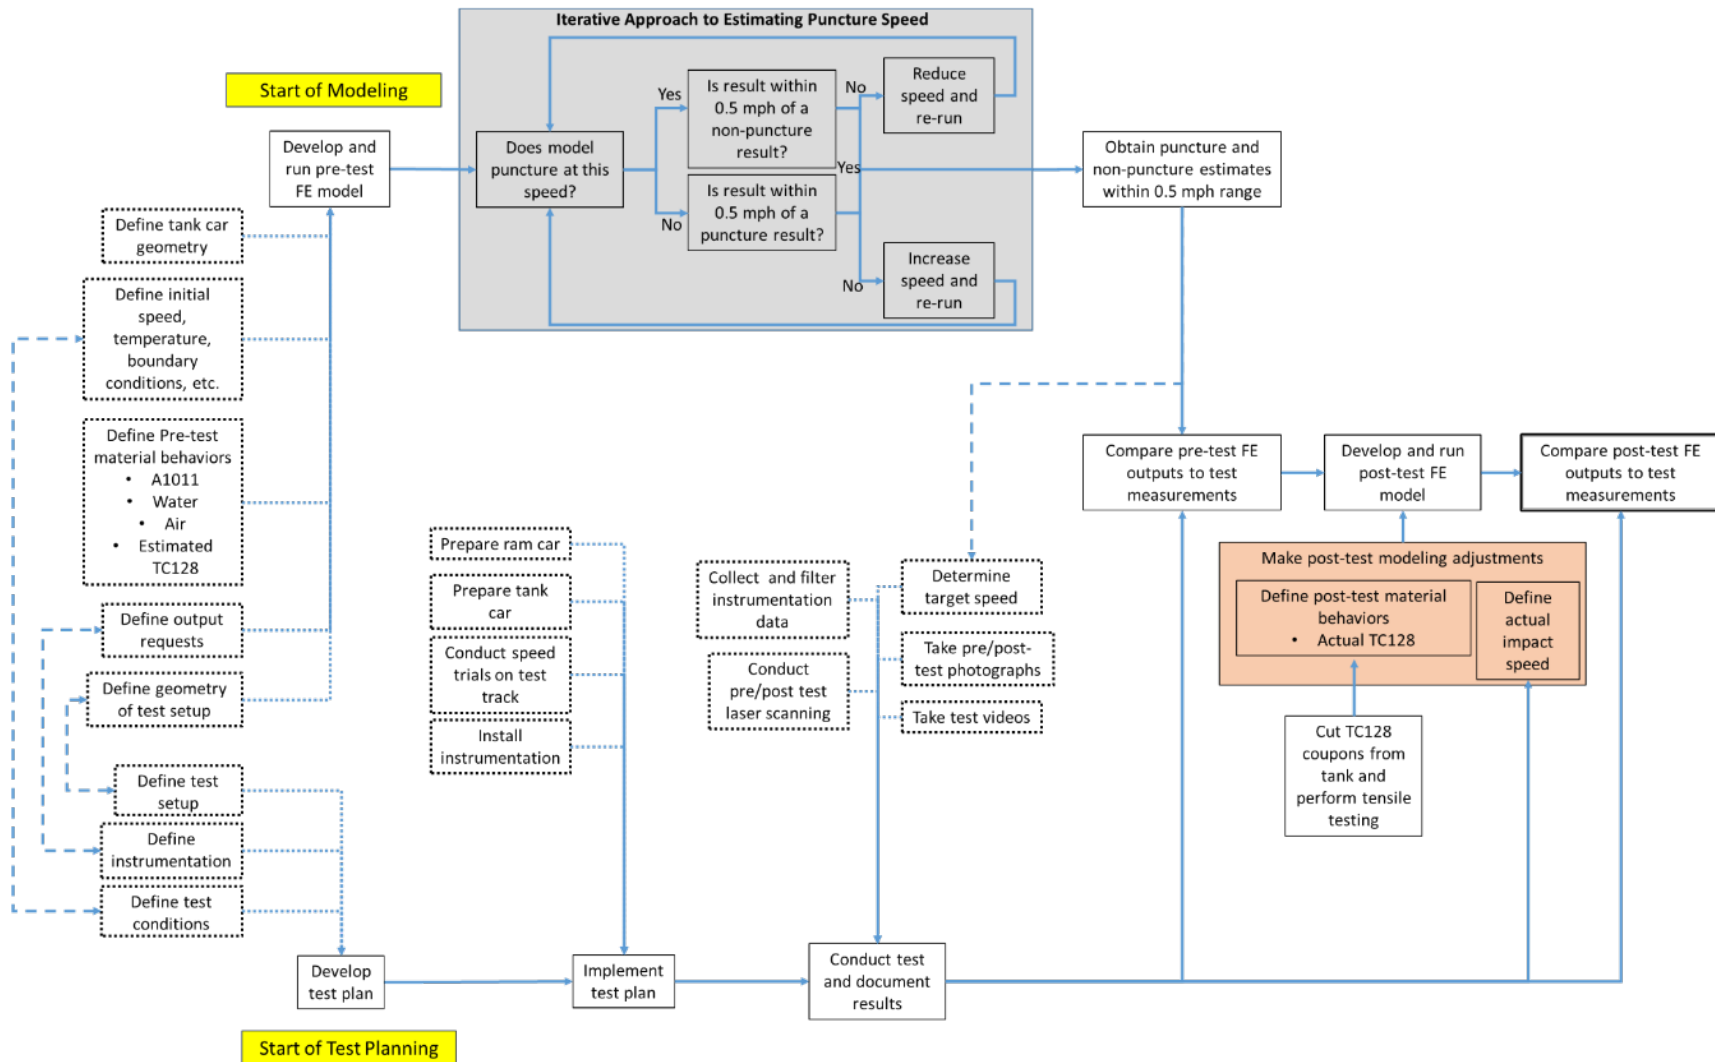 Iterative Approach to Estimating Puncture Speed
Start of Modeling
Develop and
run pre-test
FE model
Does model
puncture at this
speed?
Yes
No
Is result within
0.5 mph of a
non-puncture
result?
Is result within
0.5 mph of a
puncture result?
No
Yes
No
Reduce
speed and
re-run
Increase
speed and
re-run
Obtain puncture and
non-puncture estimates
within 0.5 mph range
Define tank car
geometry
Define initial
speed,
temperature,
boundary
conditions, etc.
Define Pre-test
material behaviors
• A1011
• Water
• Air
• Estimated
TC128
Define output
requests
Define geometry
of test setup
Define test
setup
Define
instrumentation
Define test
conditions
Prepare ram car
Prepare tank
car
Conduct speed
trials on test
track
Install
instrumentation
Collect and filter
instrumentation
data
Conduct
pre/post test
laser scanning
Determine
target speed
Take pre/post-
test photographs
Take test videos
Compare pre-test FE
outputs to test
measurements
Develop and run
post-test FE
model
Compare post-test FE
outputs to test
measurements
Make post-test modeling adjustments
Define post-test material
behaviors
• Actual TC128
Define
actual
impact
speed
Cut TC128
coupons from
tank and
perform tensile
testing
Develop
test plan
Implement
test plan
Conduct test
and document
results
Start of Test Planning